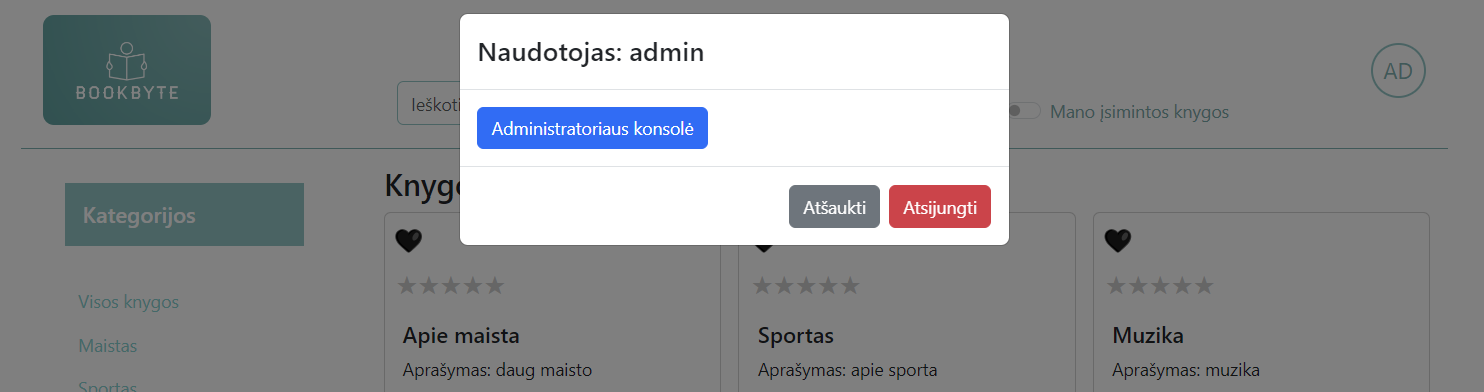 BOOKBYTE
Naudotojas: admin
AD
Ieškoti
Administratoriaus konsolė
Mano įsimintos knygos
Atšaukti
Atsijungti
Kategorijos
Visos knygos
Maistas
Sportas
Apie maista
Aprašymas: daug maisto
Sportas
Aprašymas: apie sporta
Muzika
Aprašymas: muzika